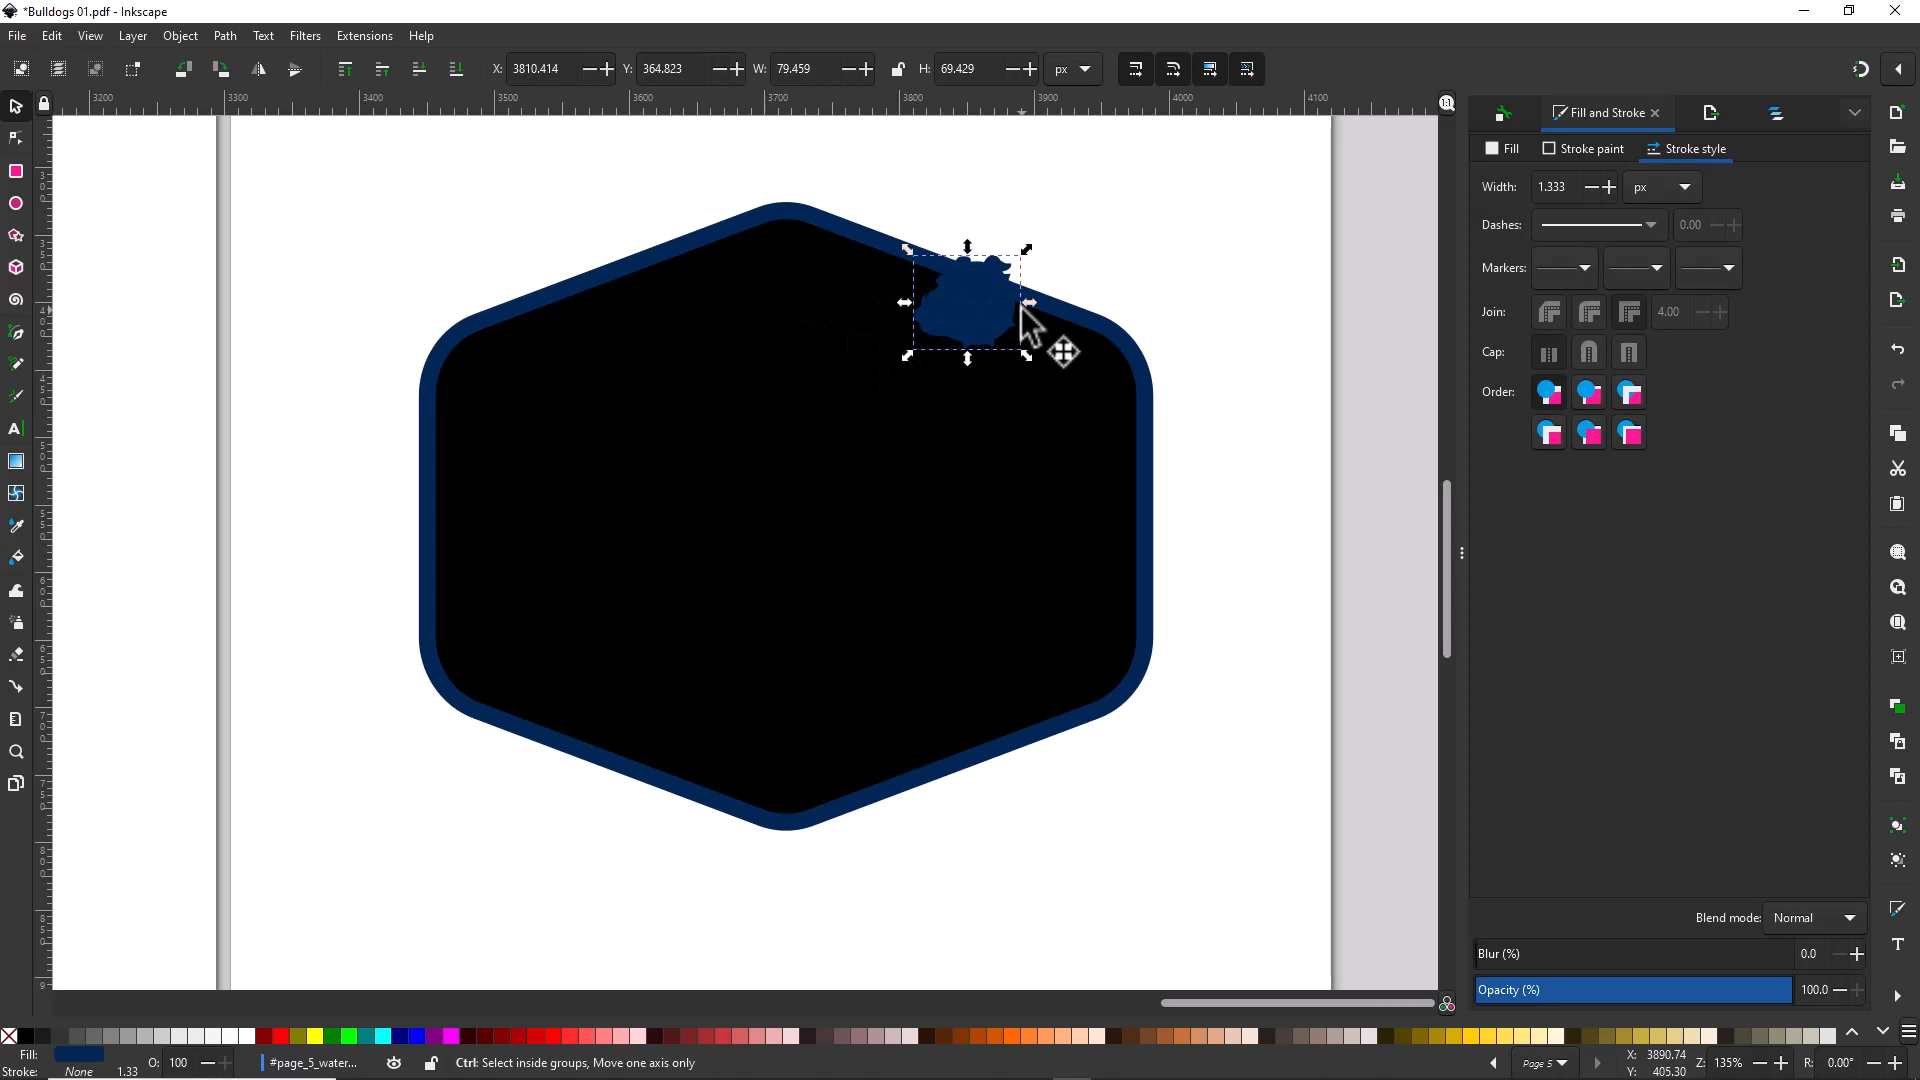 *Bulldogs 01.pdf - Inkscape
File Edit View Layer Path Object Text Filters Extensions Help
X: 3810.414 Y: 364.823 W: 79.459 H: 69.429 px
3200 3300 3400 3500 3600 3700 3800 3900 4000 4100
1:1
Fill and Stroke
Fill Stroke paint Stroke style
Width: 1.333 px
Dashes: 0.00
Markers:
Join: 4.00
Cap:
Order:
Blend mode: Normal
Blur (%) 0.0
Opacity (%) 100.0
Fill: O: 100 #page_5_water... Ctrl: Select inside groups, Move one axis only Page 5 X: 3890.74 Z: 135% R: 0.00°
Stroke: None 1.33 Y: 405.30